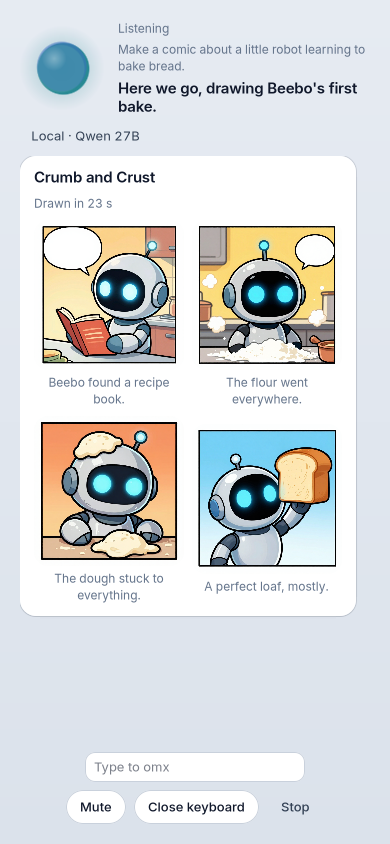 Listening
Make a comic about a little robot learning to
bake bread.
Here we go, drawing Beebo's first
bake.
Local · Qwen 27B
Crumb and Crust
Drawn in 23 s
Beebo found a recipe
book.
The flour went
everywhere.
The dough stuck to
everything.
A perfect loaf, mostly.
Type to omx
Mute
Close keyboard
Stop